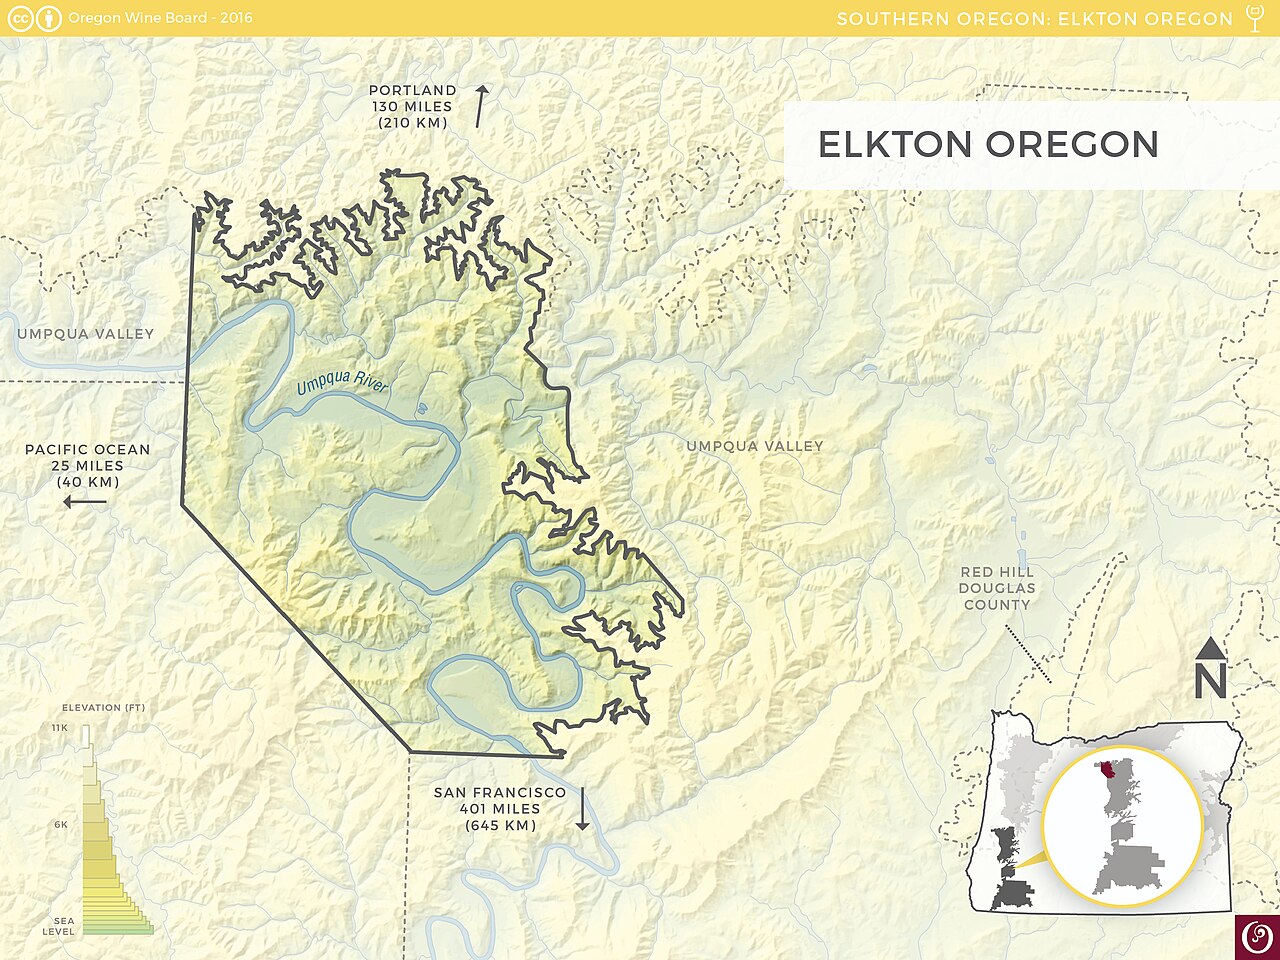 cc Oregon Wine Board - 2016
SOUTHERN OREGON: ELKTON OREGON
PORTLAND
130 MILES
(210 KM)
ELKTON OREGON
UMPQUA VALLEY
Umpqua River
PACIFIC OCEAN
25 MILES
(40 KM)
UMPQUA VALLEY
RED HILL
DOUGLAS
COUNTY
N
ELEVATION (FT)
11K
6K
SEA
LEVEL
SAN FRANCISCO
401 MILES
(645 KM)